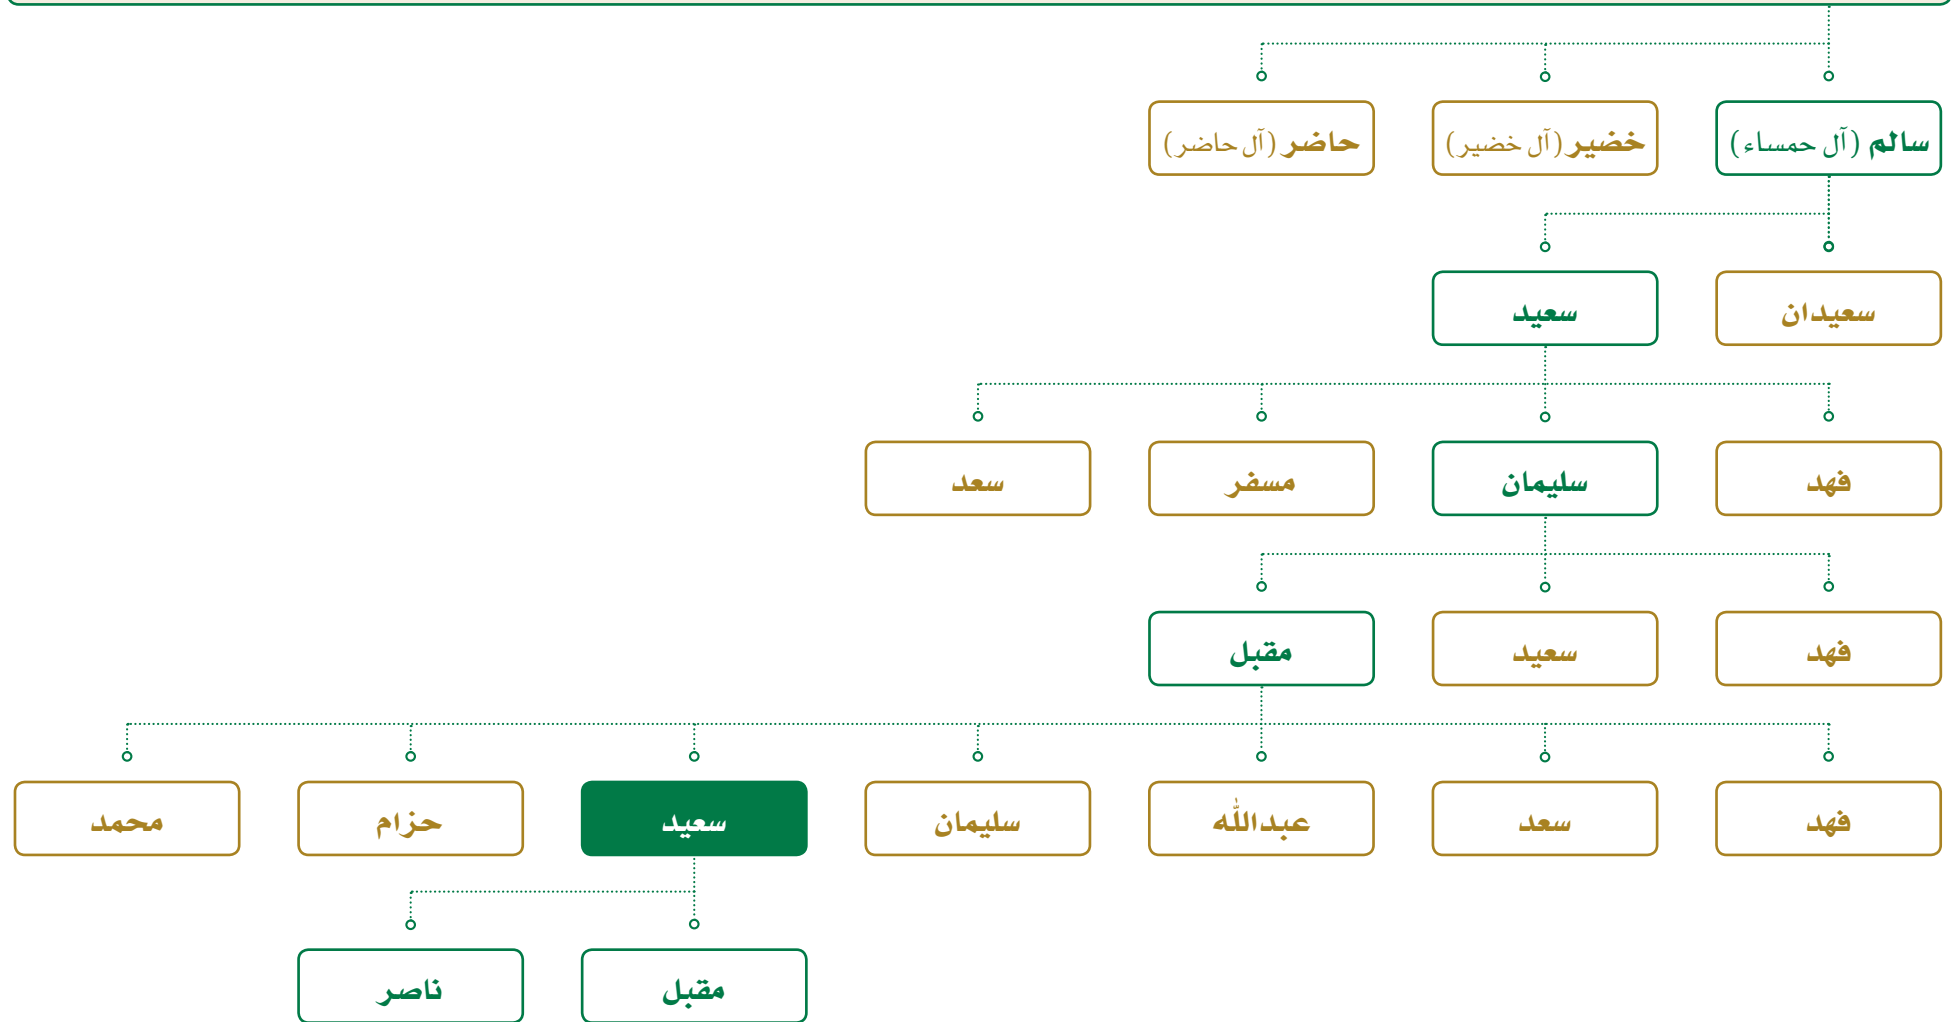 سالم (آل حمساء) خضير (آل خضير) حاضر (آل حاضر)
سعيدان سعيد
فهد سليمان مسفر سعد
فهد سعيد مقبل
فهد سعد عبدالله سليمان سعيد حزام محمد
مقبل ناصر